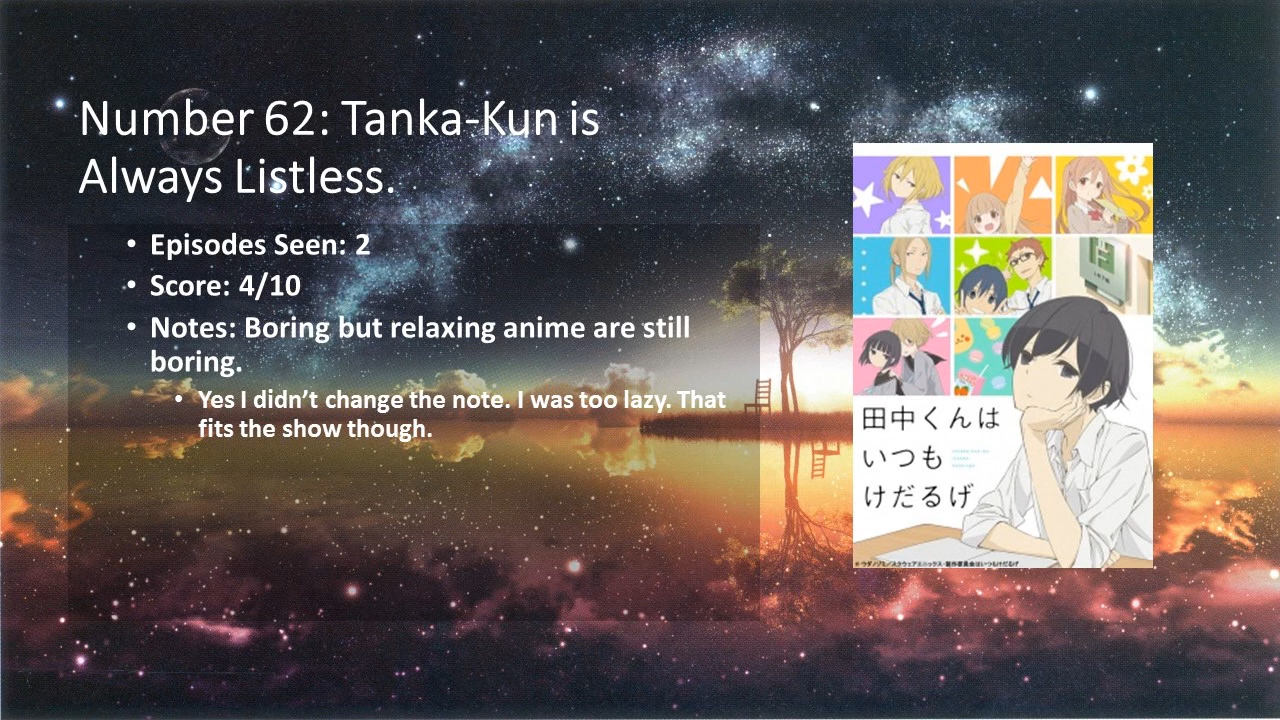 Number 62: Tanka-Kun is
Always Listless.
• Episodes Seen: 2
• Score: 4/10
• Notes: Boring but relaxing anime are still
boring.
• Yes I didn’t change the note. I was too lazy. That
fits the show though.
田中くんは
いつも
けだるげ